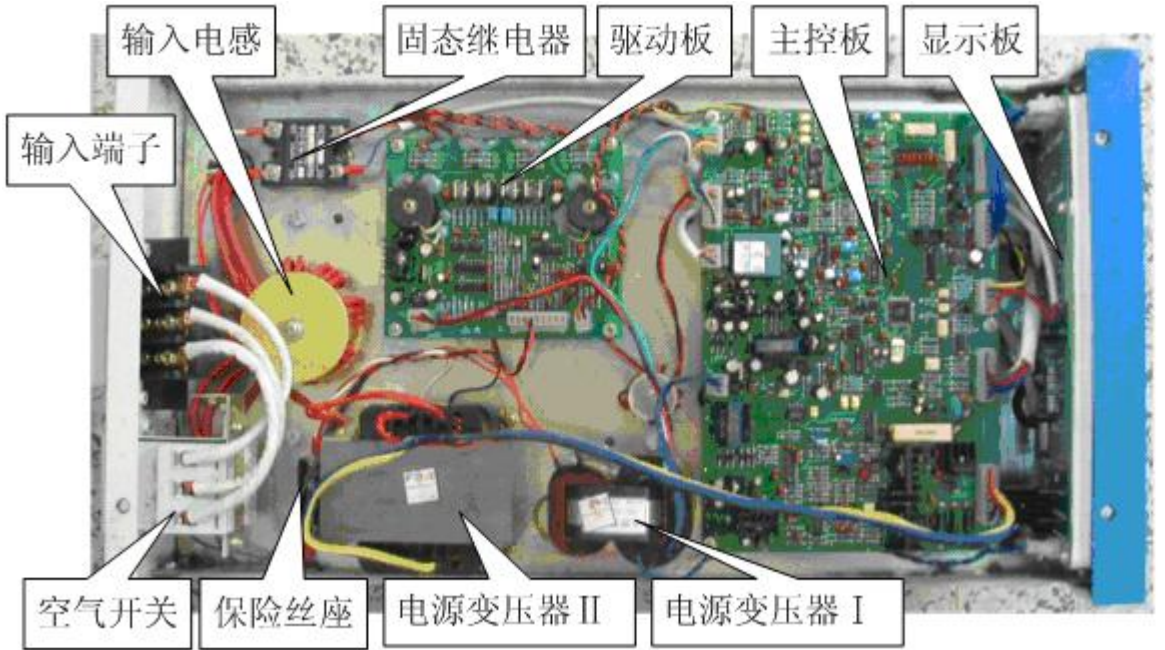 输入电感
固态继电器
驱动板
主控板
显示板
输入端子
空气开关
保险丝座
电源变压器Ⅱ
电源变压器Ⅰ